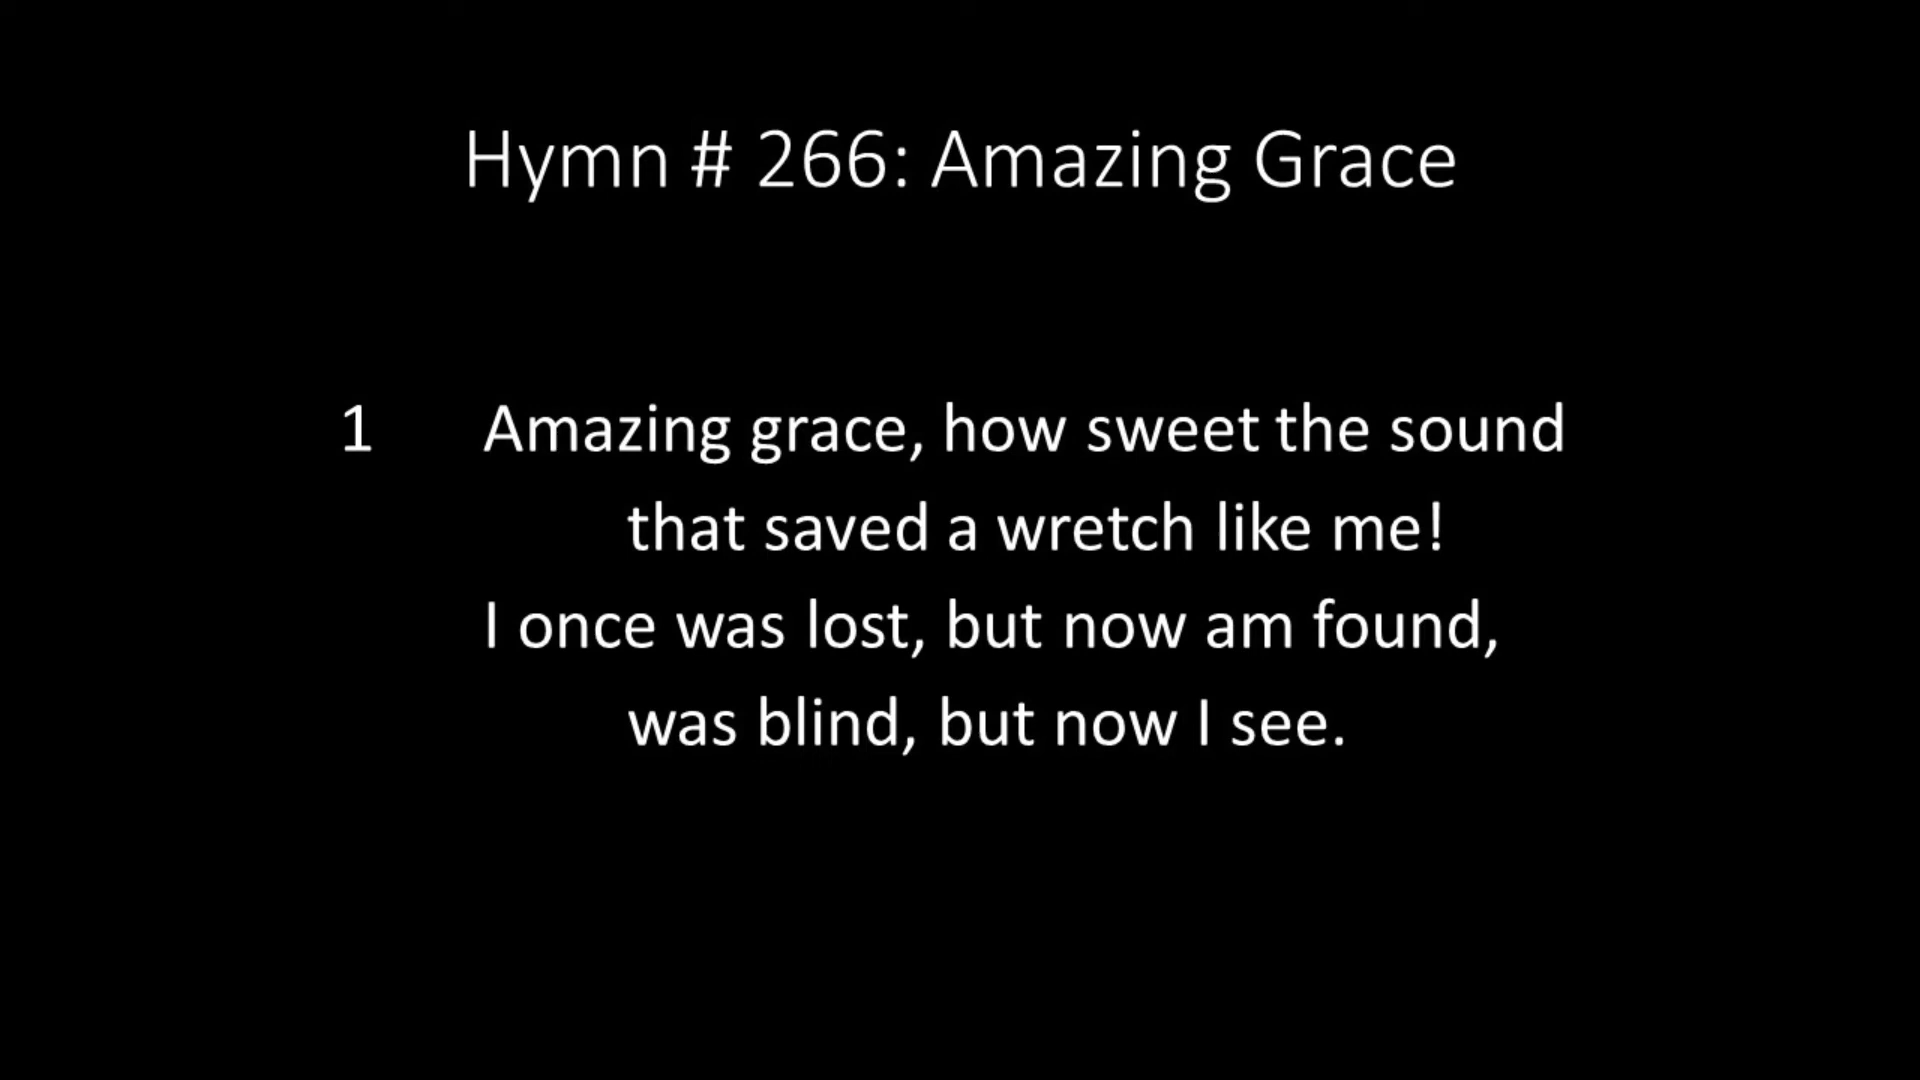 Hymn # 266: Amazing Grace
1 Amazing grace, how sweet the sound
that saved a wretch like me!
I once was lost, but now am found,
was blind, but now I see.